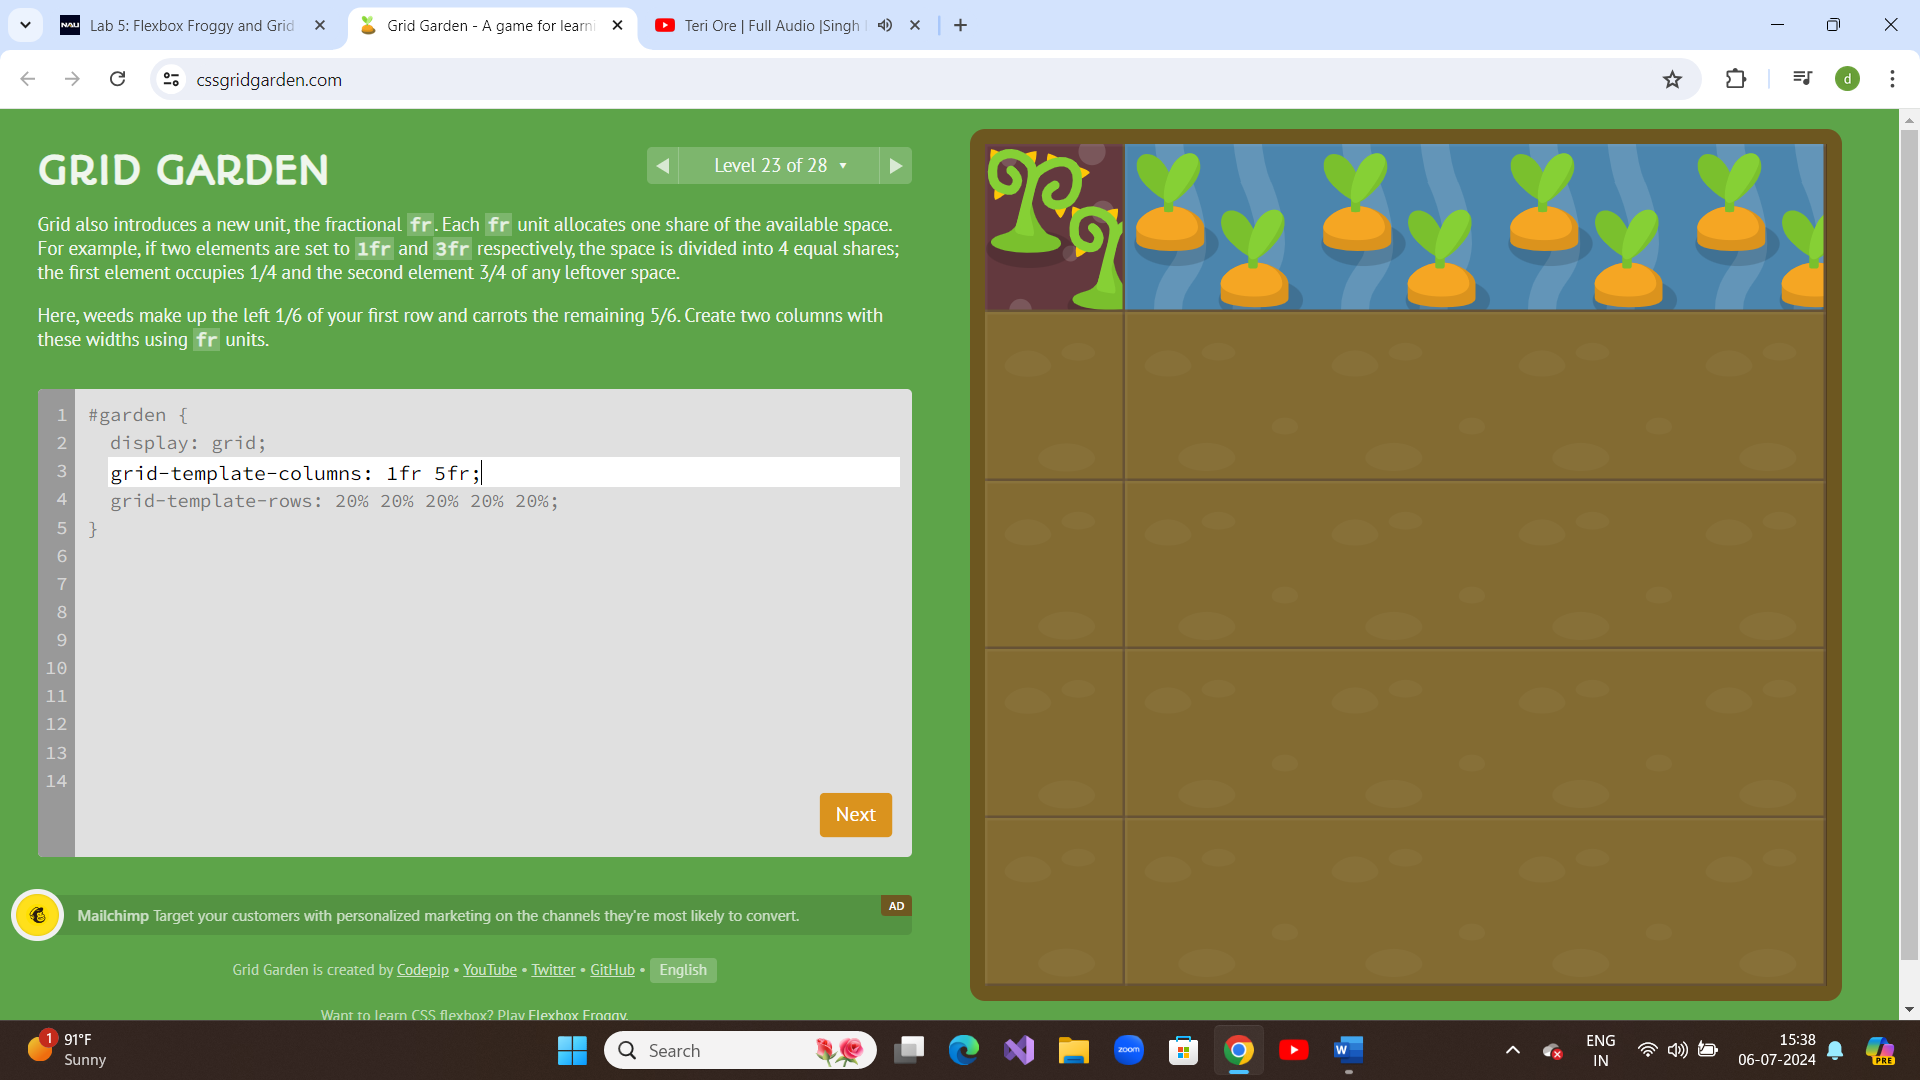 NAU Lab 5: Flexbox Froggy and Grid
Grid Garden - A game for learni
Teri Ore | Full Audio |Singh
cssgridgarden.com
d
GRID GARDEN
Level 23 of 28
Grid also introduces a new unit, the fractional fr. Each fr unit allocates one share of the available space.
For example, if two elements are set to 1fr and 3fr respectively, the space is divided into 4 equal shares;
the first element occupies 1/4 and the second element 3/4 of any leftover space.
Here, weeds make up the left 1/6 of your first row and carrots the remaining 5/6. Create two columns with
these widths using fr units.
1 #garden {
2 display: grid;
3 grid-template-columns: 1fr 5fr;
4 grid-template-rows: 20% 20% 20% 20% 20%;
5 }
6
7
8
9
10
11
12
13
14
Next
Mailchimp Target your customers with personalized marketing on the channels they're most likely to convert.
AD
Grid Garden is created by Codepip • YouTube • Twitter • GitHub • English
Want to learn CSS flexbox? Play Flexbox Froggy.
1
91°F
Sunny
Search
zoom
W
ENG
IN
15:38
06-07-2024
PRE